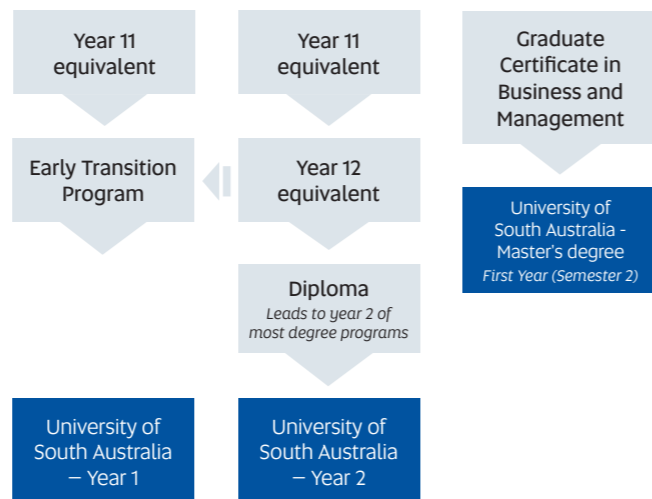 Year 11
equivalent
Early Transition
Program
University of
South Australia
– Year 1
Year 11
equivalent
Year 12
equivalent
Diploma
Leads to year 2 of
most degree programs
University of
South Australia
– Year 2
Graduate
Certificate in
Business and
Management
University of
South Australia -
Master's degree
First Year (Semester 2)